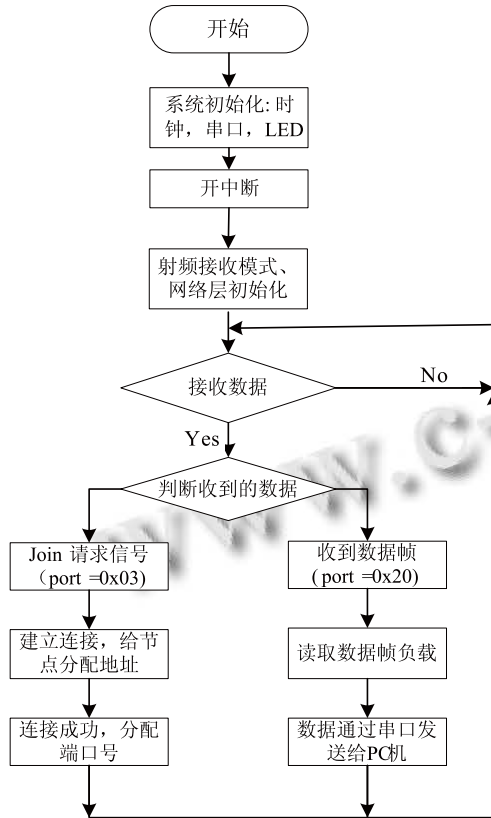 开始
系统初始化: 时
钟，串口，LED
开中断
射频接收模式、
网络层初始化
接收数据
No
Yes
判断收到的数据
Join 请求信号
（port =0x03)
建立连接，给节
点分配地址
连接成功，分配
端口号
收到数据帧
(port =0x20)
读取数据帧负载
数据通过串口发
送给PC机
www.c-